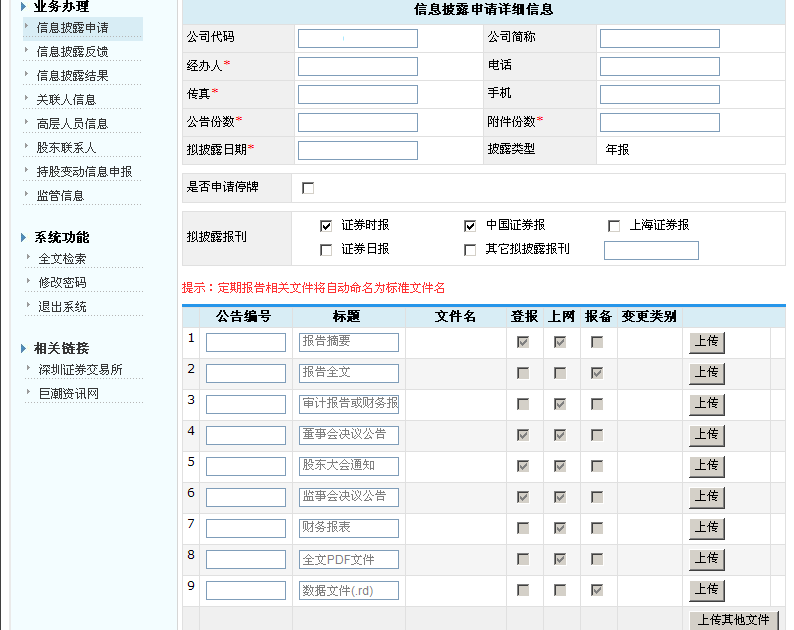 业务办理
信息披露申请
信息披露反馈
信息披露结果
关联人信息
高层人员信息
股东联系人
持股变动信息申报
监管信息
系统功能
全文检索
修改密码
退出系统
相关链接
深圳证券交易所
巨潮资讯网
信息披露申请详细信息
公司代码 公司简称
经办人* 电话
传真* 手机
公告份数* 附件份数*
拟披露日期* 披露类型 年报
是否申请停牌
拟披露报刊 证券时报 中国证券报 上海证券报
证券日报 其它拟披露报刊
提示：定期报告相关文件将自动命名为标准文件名
公告编号 标题 文件名 登报 上网 报备 变更类别
1 报告摘要 上传
2 报告全文 上传
3 审计报告或财务报 上传
4 董事会决议公告 上传
5 股东大会通知 上传
6 监事会决议公告 上传
7 财务报表 上传
8 全文PDF文件 上传
9 数据文件(.rd) 上传
上传其他文件